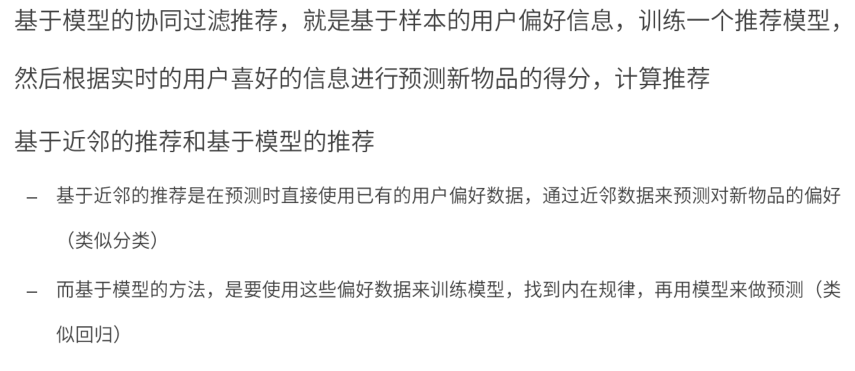 基于模型的协同过滤推荐，就是基于样本的用户偏好信息，训练一个推荐模型，
然后根据实时的用户喜好的信息进行预测新物品的得分，计算推荐
基于近邻的推荐和基于模型的推荐
– 基于近邻的推荐是在预测时直接使用已有的用户偏好数据，通过近邻数据来预测对新物品的偏好
（类似分类）
– 而基于模型的方法，是要使用这些偏好数据来训练模型，找到内在规律，再用模型来做预测（类
似回归）